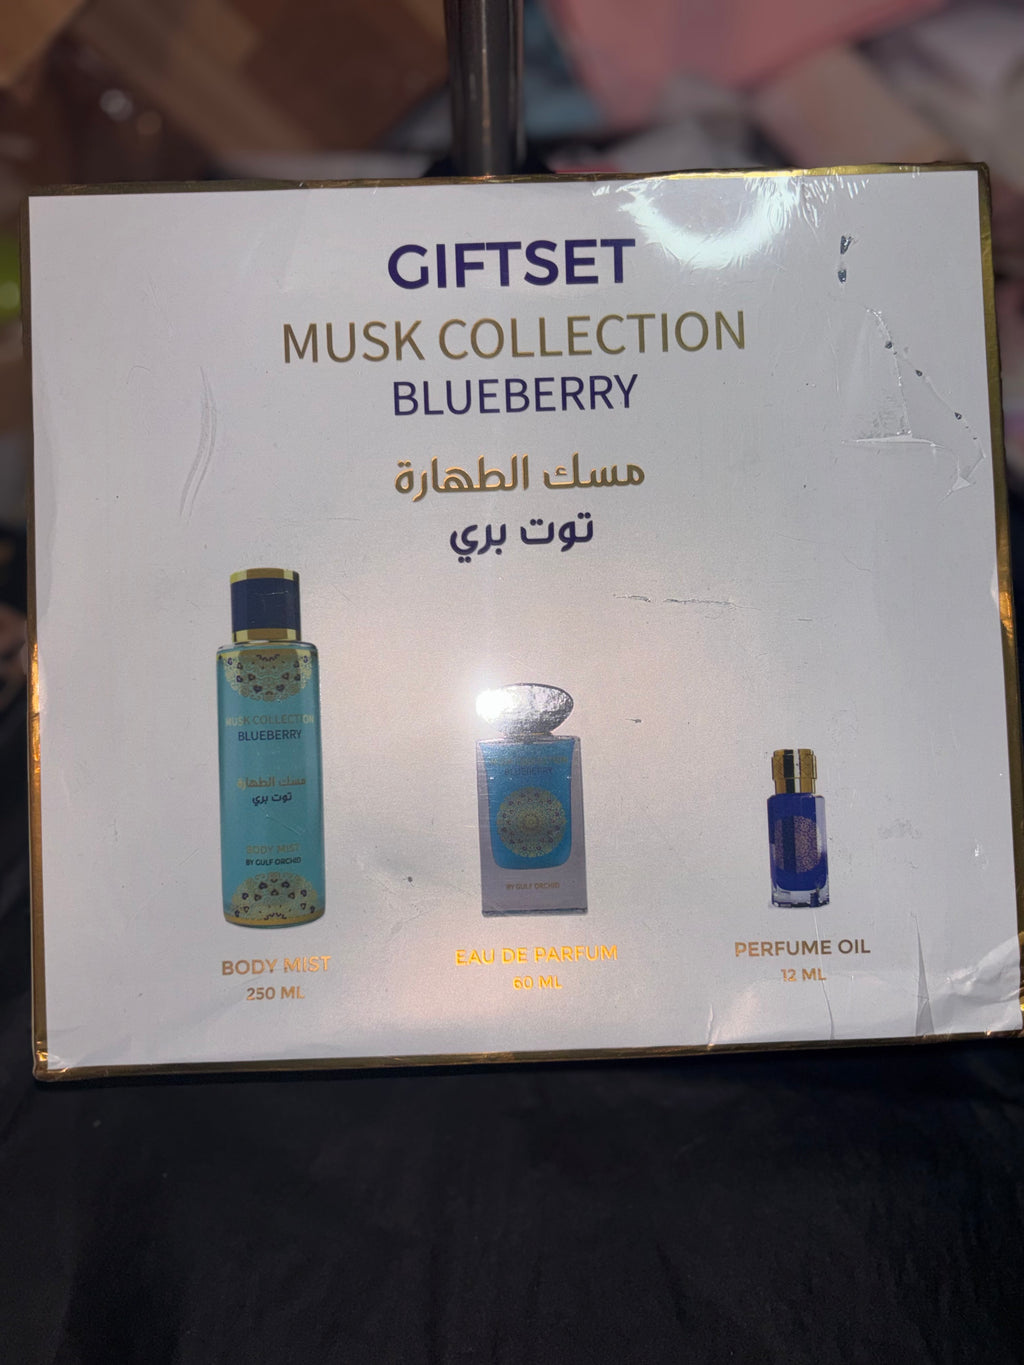 GIFTSET
MUSK COLLECTION
BLUEBERRY
مسك الطهارة
توت بري
MUSK COLLECTION
BLUEBERRY
مسك الطهارة
توت بري
BODY MIST
BY GULF ORCHID
BLUEBERRY
BY GULF ORCHID
BODY MIST
250 ML
EAU DE PARFUM
60 ML
PERFUME OIL
12 ML